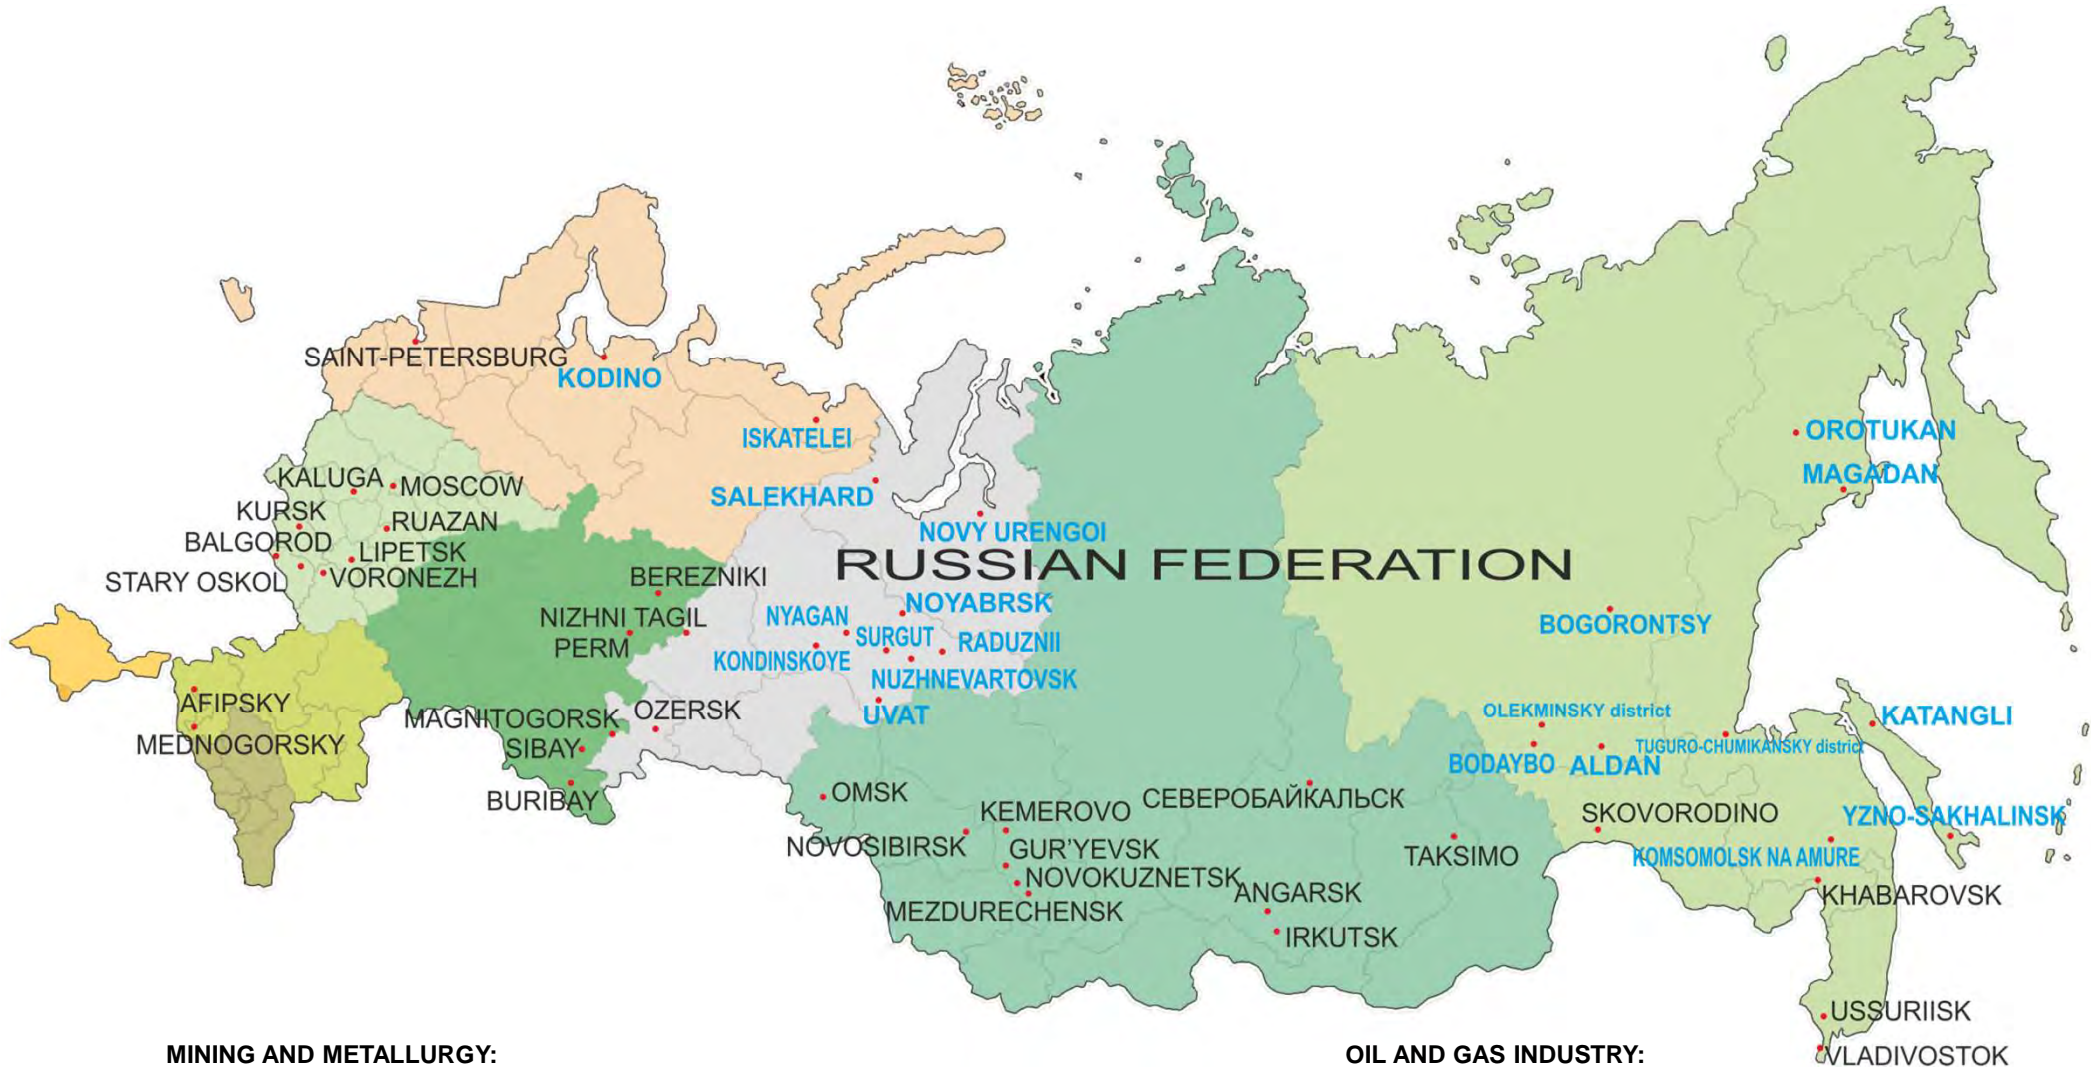 SAINT-PETERSBURG
KODINO
ISKATELEI
OROTUKAN
MAGADAN
KALUGA
MOSCOW
SALEKHARD
KURSK
RUAZAN
NOVY URENGOI
BALGOROD
LIPETSK
RUSSIAN FEDERATION
STARY OSKOL
VORONEZH
BEREZNIKI
NOYABRSK
NIZHNI TAGIL
NYAGAN
BOGORONTSY
SURGUT
RADUZNII
PERM
KONDINSKOYE
NUZHNEVARTOVSK
AFIPSKY
OZERSK
UVAT
OLEKMINSKY district
KATANGLI
MAGNITOGORSK
MEDNOGORSKY
SIBAY
TUGURO-CHUMIKANSKY district
BODAYBO
ALDAN
BURIBAY
OMSK
СЕВЕРОБАЙКАЛЬСК
KEMEROVO
SKOVORODINO
YZNO-SAKHALINSK
NOVOSIBIRSK
GUR'YEVSK
TAKSIMO
KOMSOMOLSK NA AMURE
NOVOKUZNETSK
ANGARSK
KHABAROVSK
MEZDURECHENSK
IRKUTSK
USSURIISK
MINING AND METALLURGY:
OIL AND GAS INDUSTRY:
VLADIVOSTOK